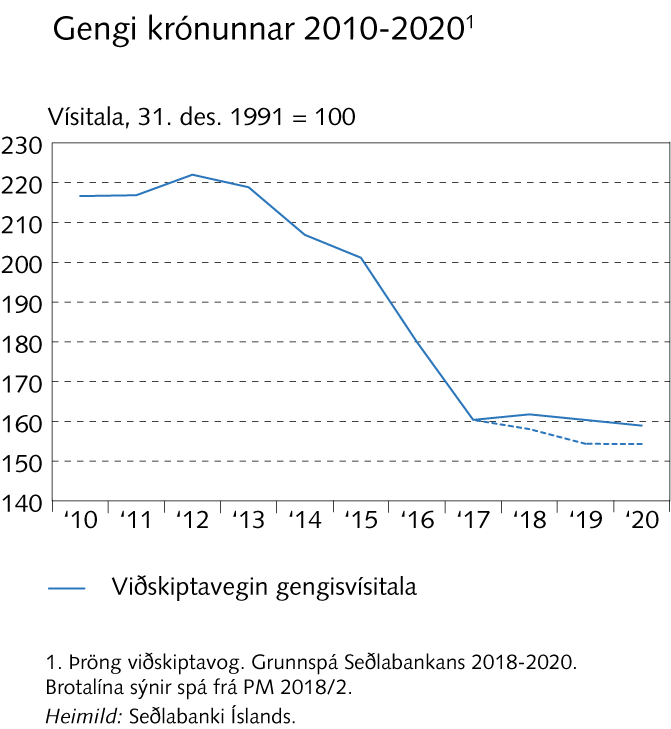 Gengi krónunnar 2010-2020¹
Vísitala, 31. des. 1991 = 100
230
220
210
200
190
180
170
160
150
140
‘10 ‘11 ‘12 ‘13 ‘14 ‘15 ‘16 ‘17 ‘18 ‘19 ‘20
Viðskiptavegin gengisvísitala
1. Þröng viðskiptavog. Grunnspá Seðlabankans 2018-2020.
Brotalína sýnir spá frá PM 2018/2.
Heimild: Seðlabanki Íslands.